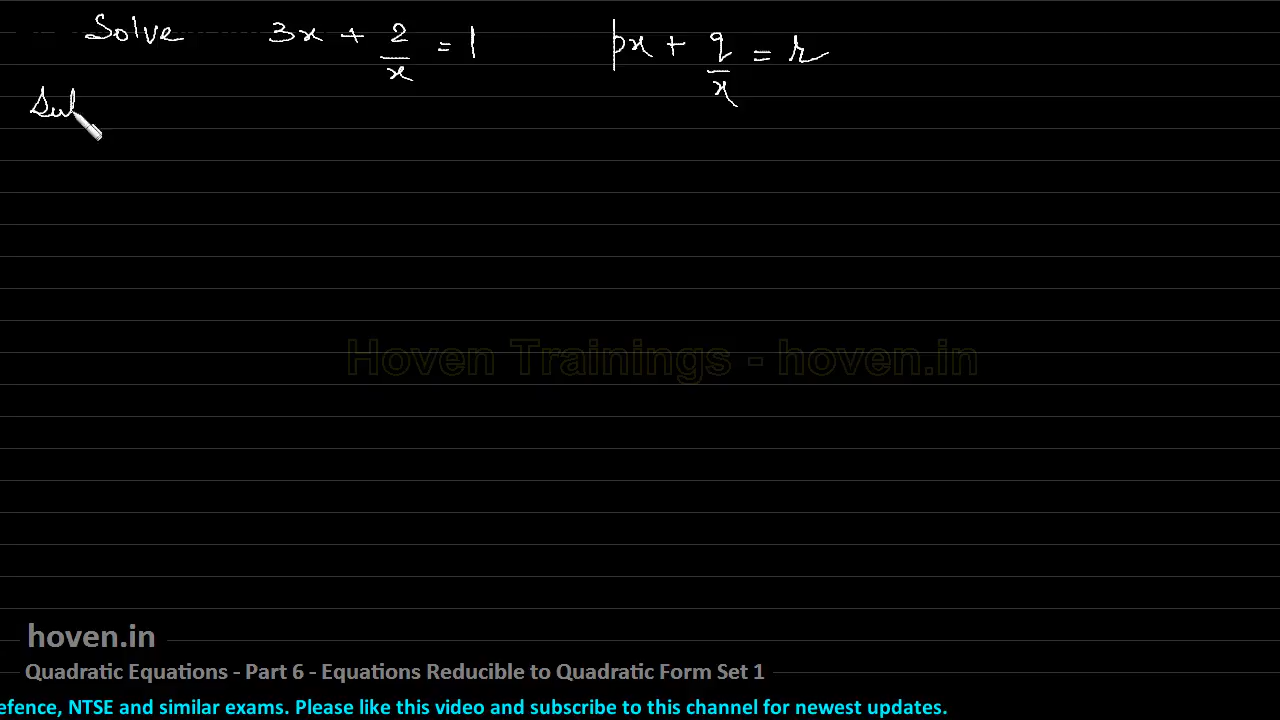 Solve 3x + 2/x = 1 px + q/x = r
Sol
Hoven Trainings - hoven.in
hoven.in
Quadratic Equations - Part 6 - Equations Reducible to Quadratic Form Set 1
efence, NTSE and similar exams. Please like this video and subscribe to this channel for newest updates.